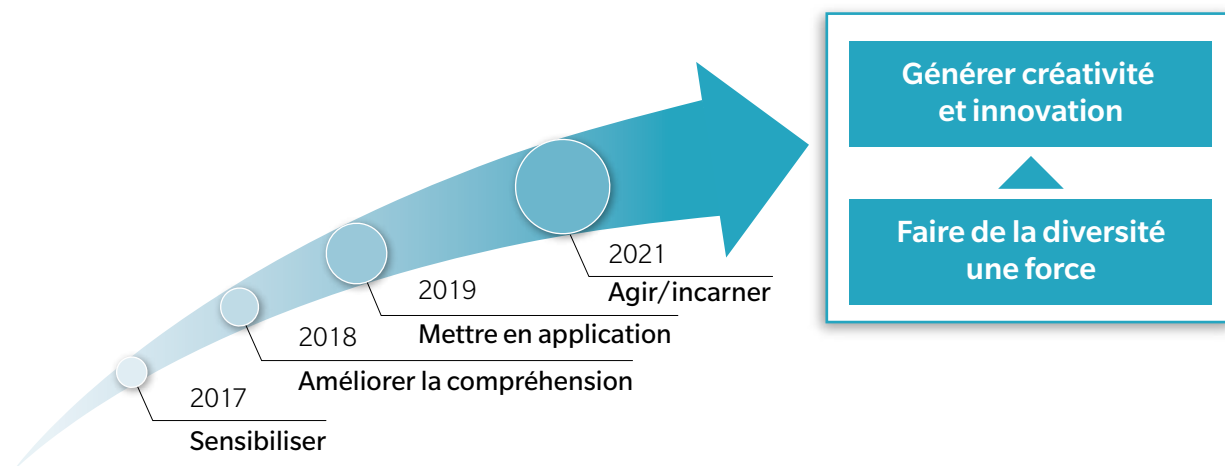 Générer créativité
et innovation
Faire de la diversité
une force
2021
Agir/incarner
2019
Mettre en application
2018
Améliorer la compréhension
2017
Sensibiliser